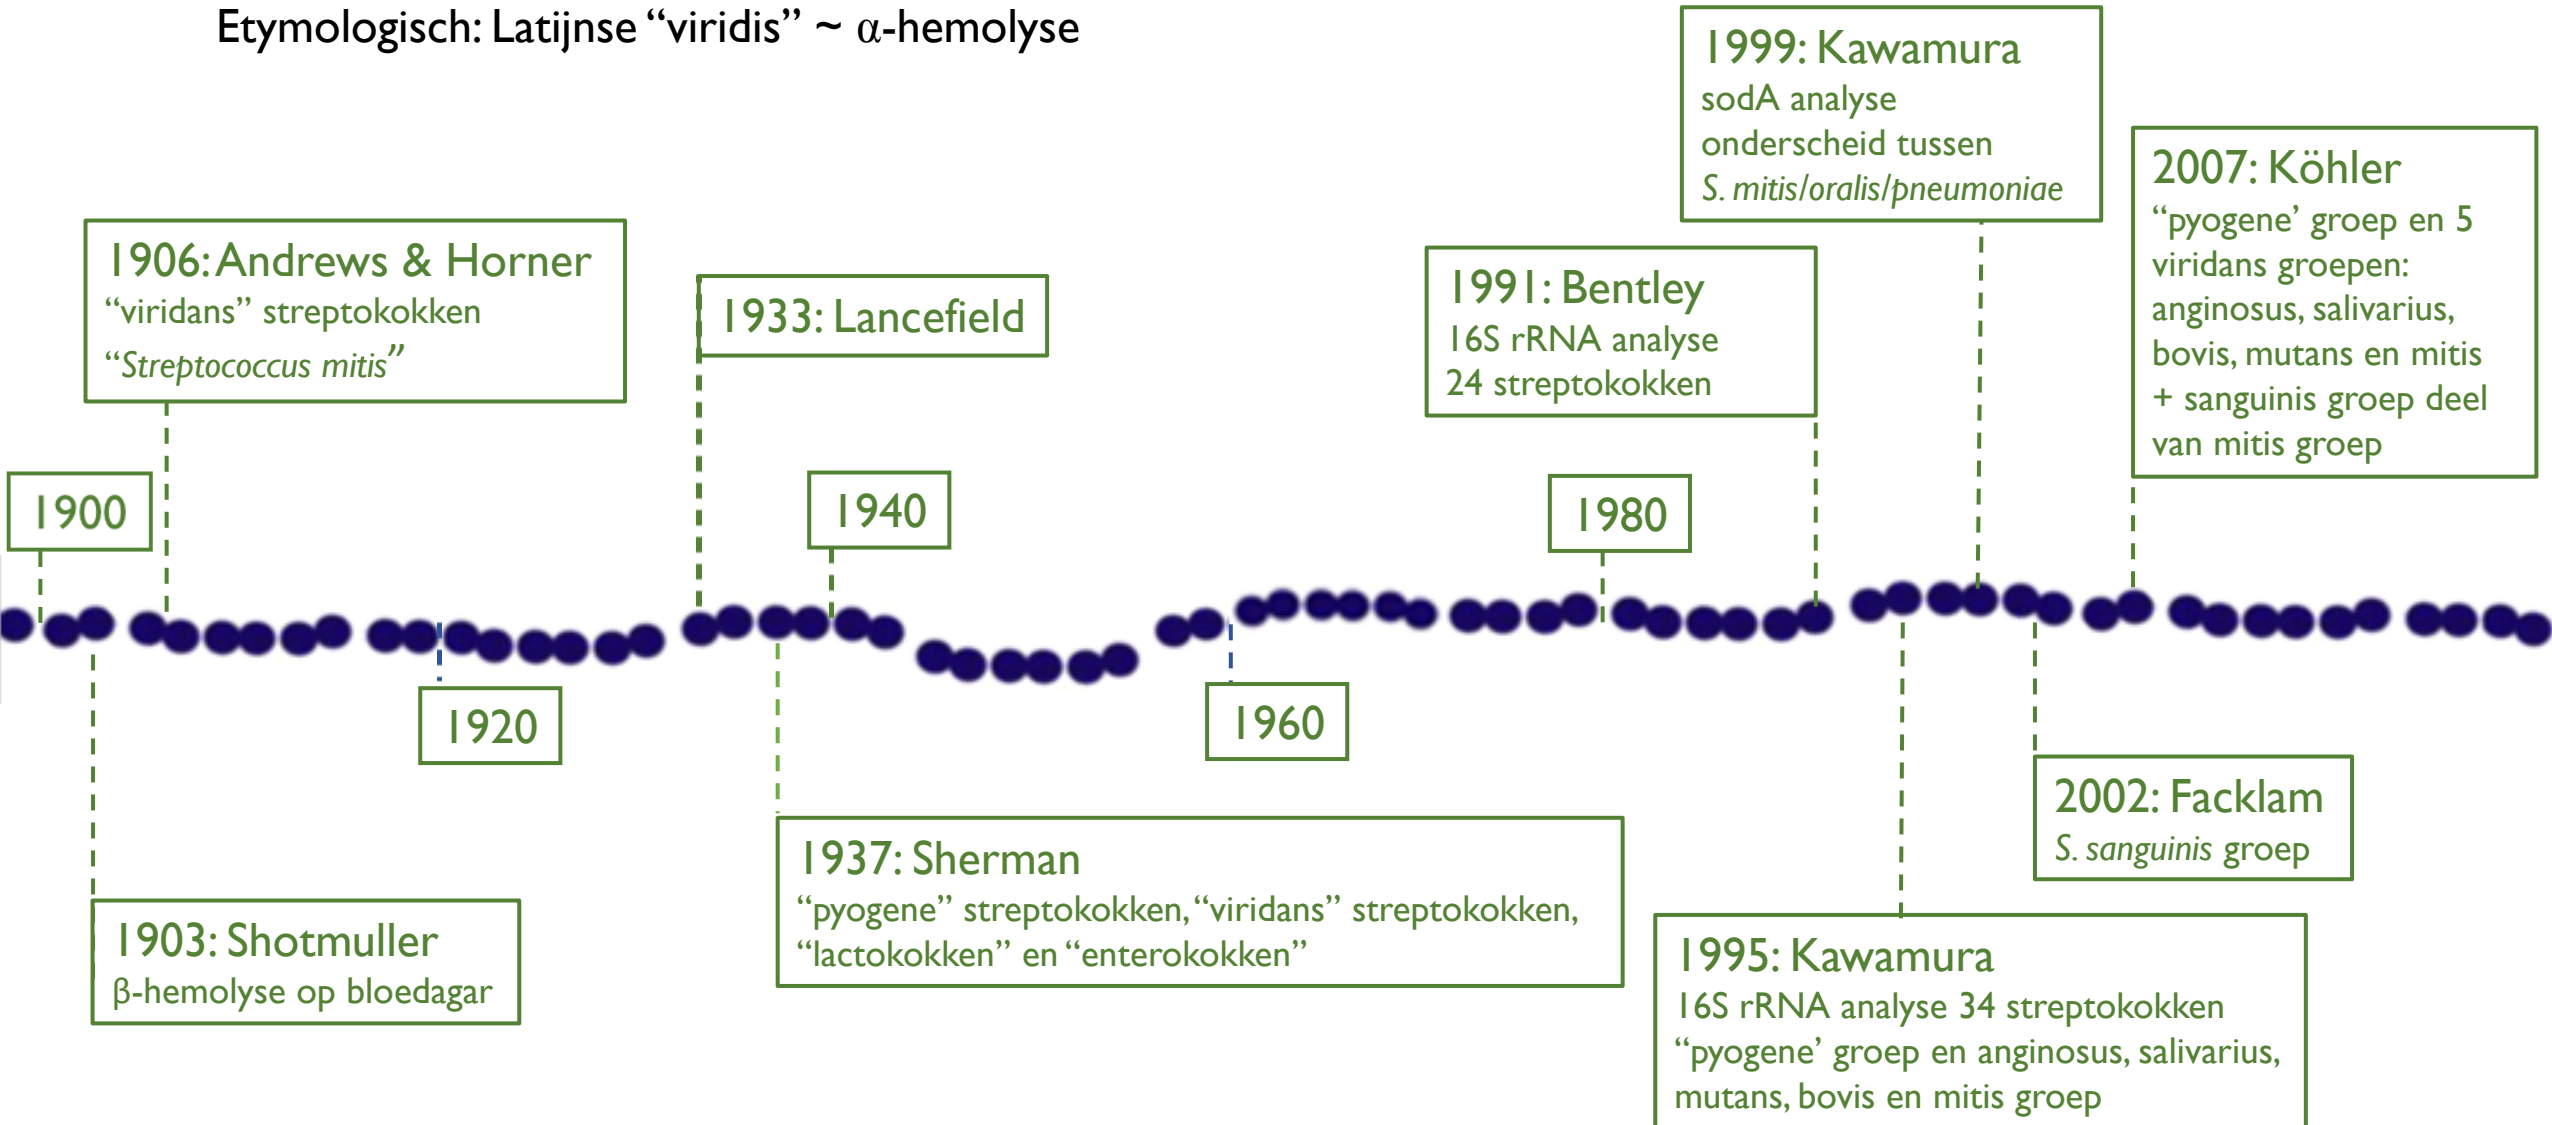 Etymologisch: Latijnse “viridis” ~ α-hemolyse
1900
1903: Shotmuller
β-hemolyse op bloedagar
1906: Andrews & Horner
“viridans” streptokokken
“Streptococcus mitis”
1920
1933: Lancefield
1937: Sherman
“pyogene” streptokokken, “viridans” streptokokken,
“lactokokken” en “enterokokken”
1940
1960
1980
1991: Bentley
16S rRNA analyse
24 streptokokken
1995: Kawamura
16S rRNA analyse 34 streptokokken
“pyogene’ groep en anginosus, salivarius,
mutans, bovis en mitis groep
1999: Kawamura
sodA analyse
onderscheid tussen
S. mitis/oralis/pneumoniae
2002: Facklam
S. sanguinis groep
2007: Köhler
“pyogene’ groep en 5
viridans groepen:
anginosus, salivarius,
bovis, mutans en mitis
+ sanguinis groep deel
van mitis groep